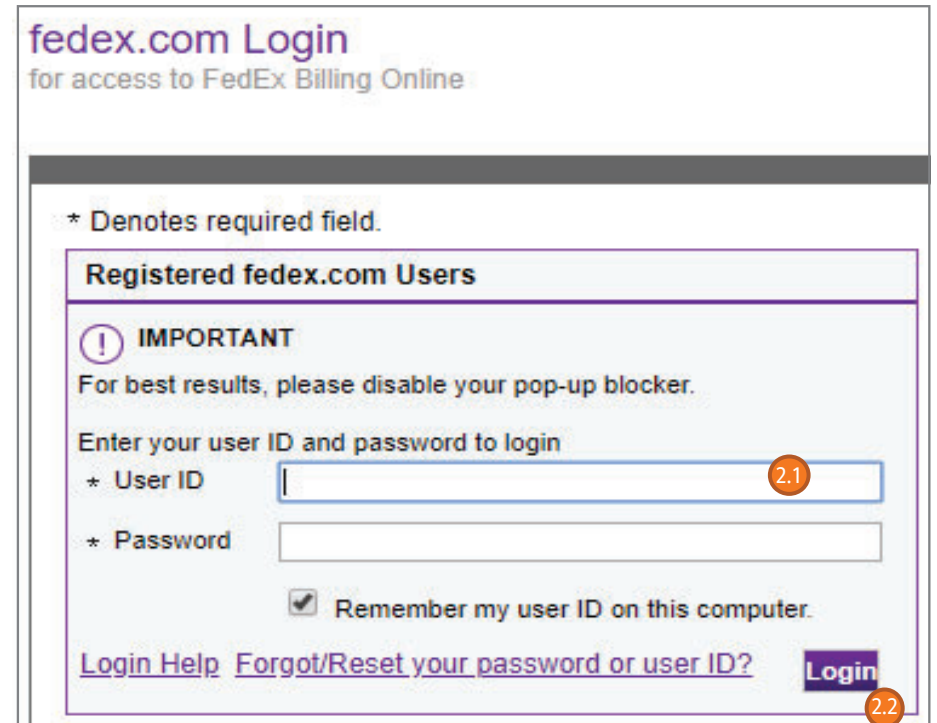 fedex.com Login
for access to FedEx Billing Online
* Denotes required field.
Registered fedex.com Users
! IMPORTANT
For best results, please disable your pop-up blocker.
Enter your user ID and password to login
* User ID 2.1
* Password
Remember my user ID on this computer.
Login Help Forgot/Reset your password or user ID? Login
2.2